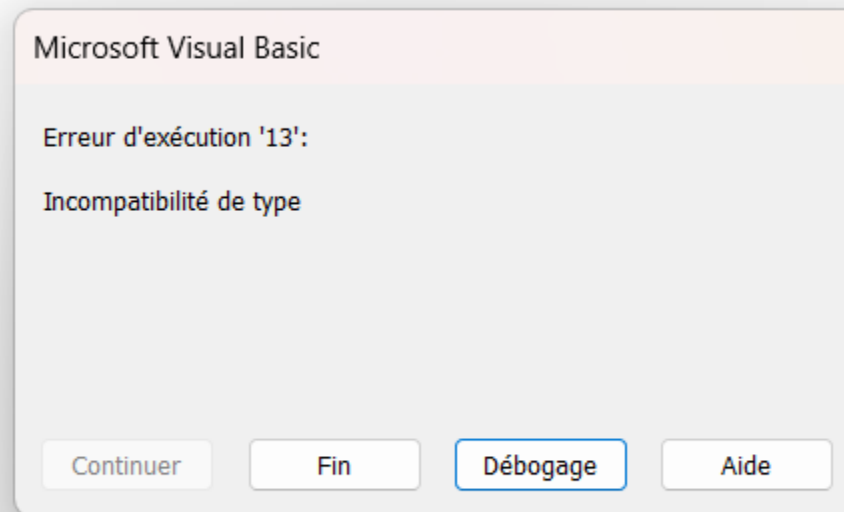 Microsoft Visual Basic
Erreur d'exécution '13':
Incompatibilité de type
Continuer Fin Débogage Aide